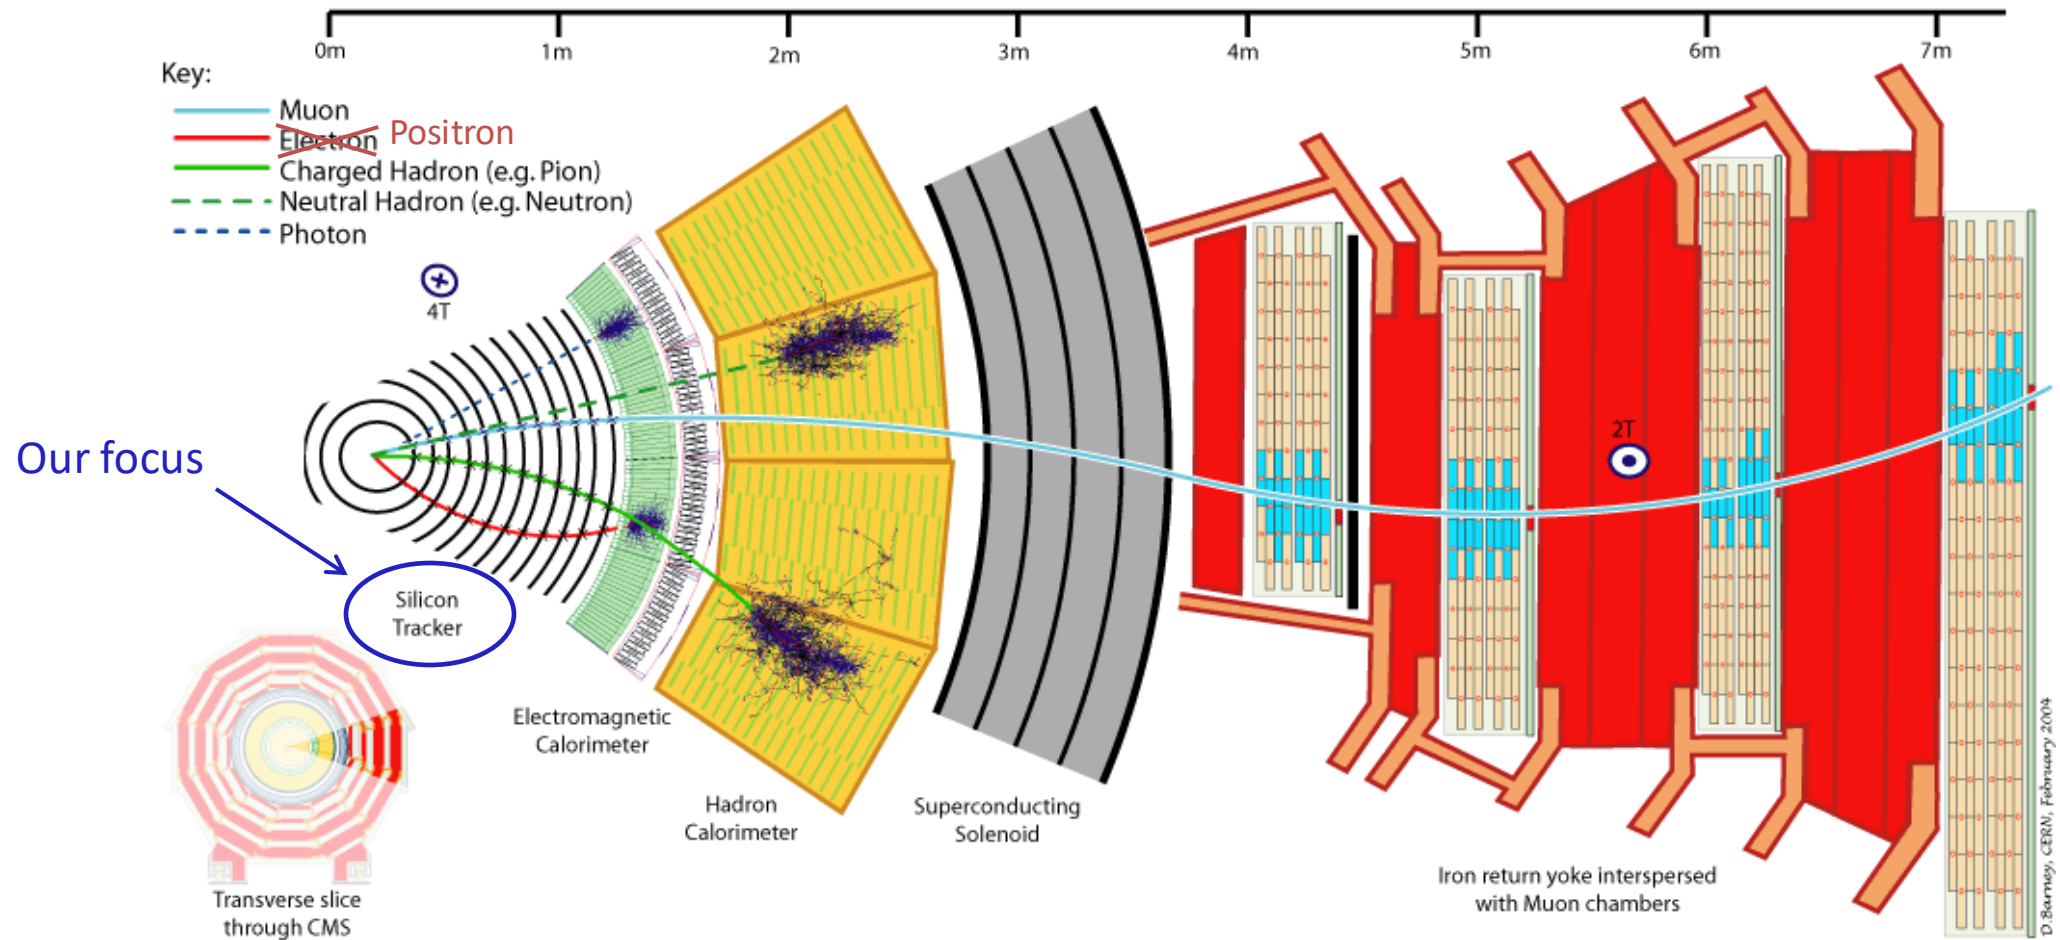 0m 1m 2m 3m 4m 5m 6m 7m
Key:
Muon
Electron Positron
Charged Hadron (e.g. Pion)
Neutral Hadron (e.g. Neutron)
Photon
4T
2T
Our focus
Silicon
Tracker
Electromagnetic
Calorimeter
Hadron
Calorimeter
Superconducting
Solenoid
Iron return yoke interspersed
with Muon chambers
Transverse slice
through CMS
D.Barney, CERN, February 2004